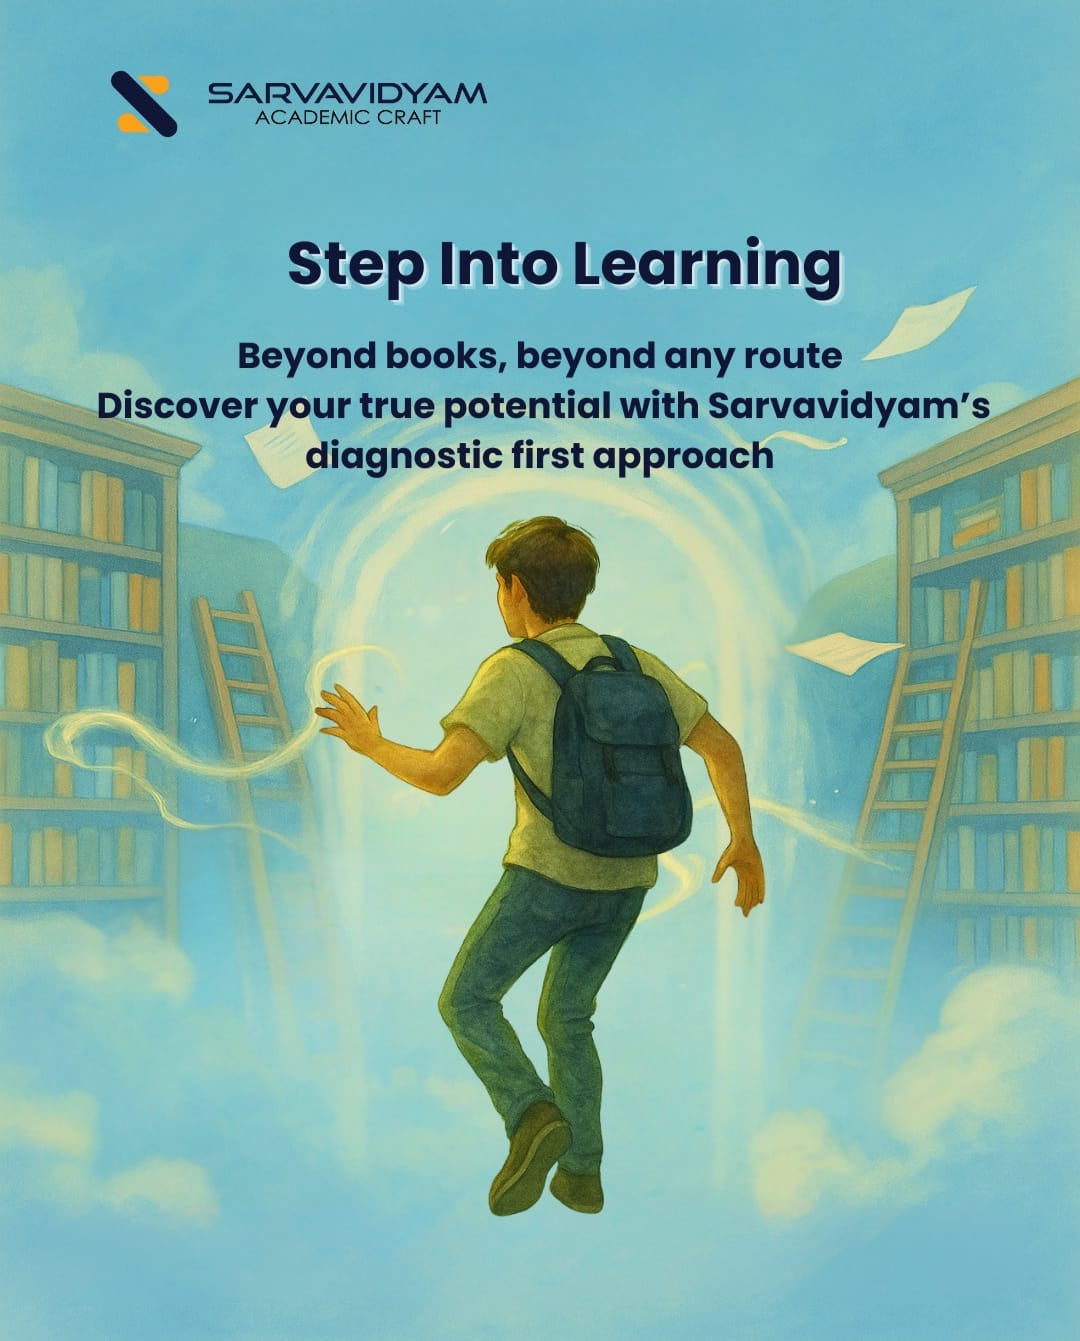 SARVAVIDYAM
ACADEMIC CRAFT
Step Into Learning
Beyond books, beyond any route
Discover your true potential with Sarvavidyam’s
diagnostic first approach